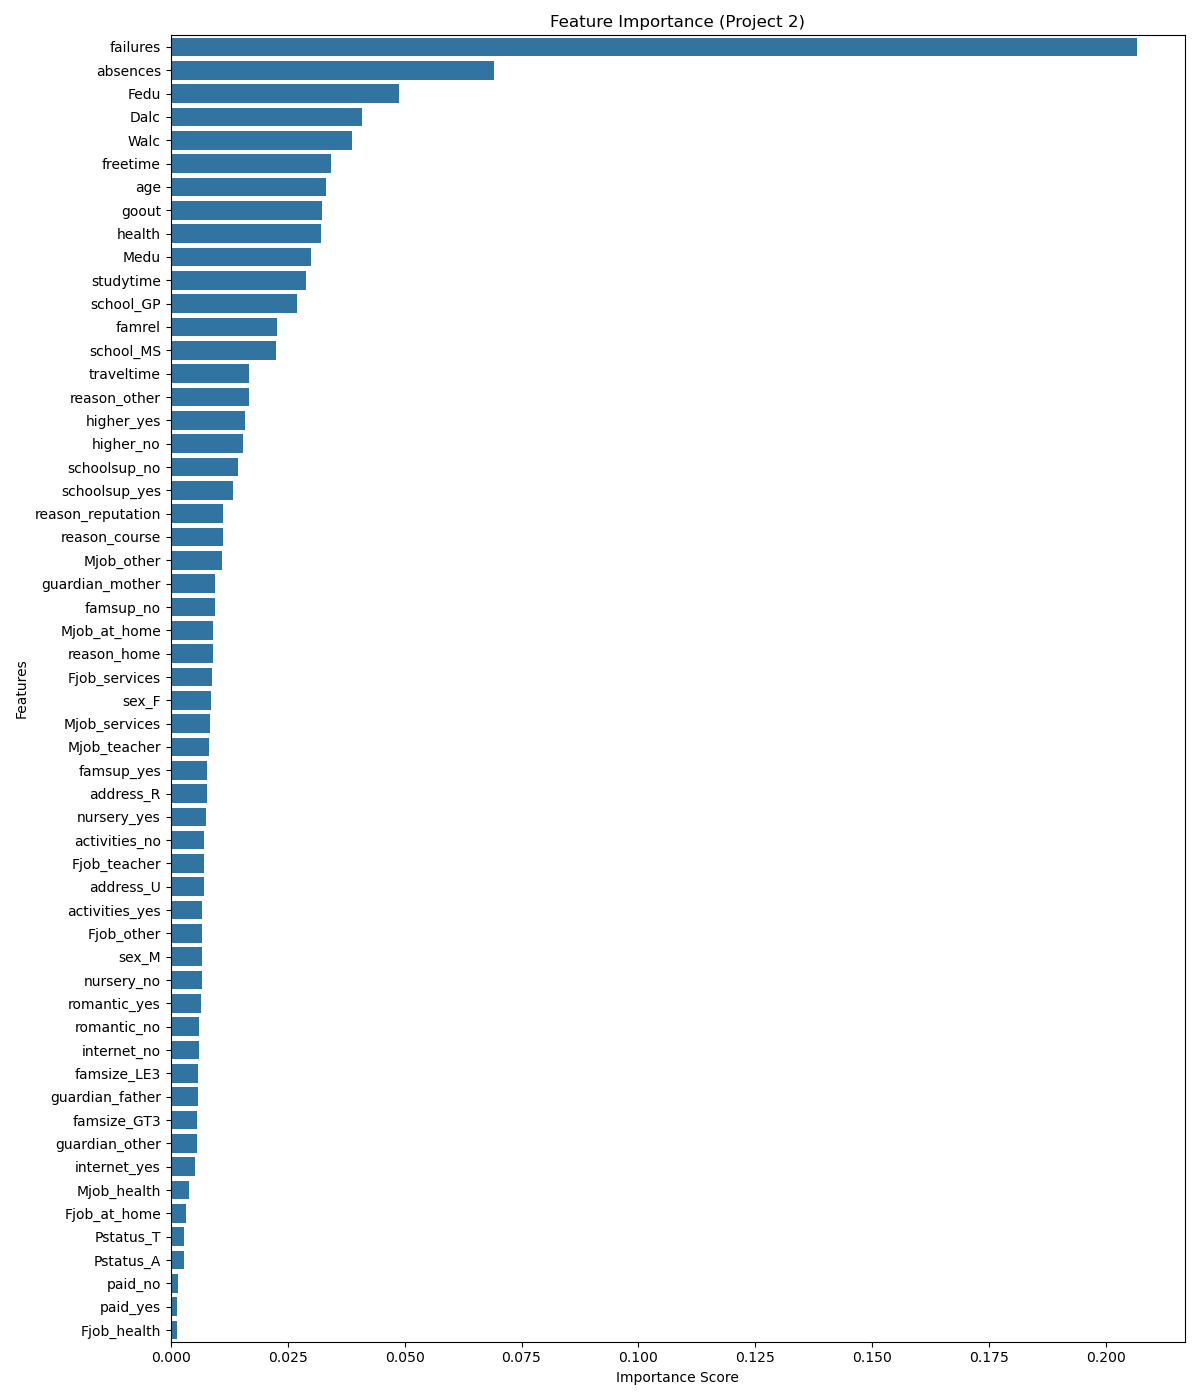 Feature Importance (Project 2)
failures
absences
Fedu
Dalc
Walc
freetime
age
goout
health
Medu
studytime
school_GP
famrel
school_MS
traveltime
reason_other
higher_yes
higher_no
schoolsup_no
schoolsup_yes
reason_reputation
reason_course
Mjob_other
guardian_mother
famsup_no
Mjob_at_home
reason_home
Fjob_services
sex_F
Mjob_services
Mjob_teacher
famsup_yes
address_R
nursery_yes
activities_no
Fjob_teacher
address_U
activities_yes
Fjob_other
sex_M
nursery_no
romantic_yes
romantic_no
internet_no
famsize_LE3
guardian_father
famsize_GT3
guardian_other
internet_yes
Mjob_health
Fjob_at_home
Pstatus_T
Pstatus_A
paid_no
paid_yes
Fjob_health
Features
0.000 0.025 0.050 0.075 0.100 0.125 0.150 0.175 0.200
Importance Score